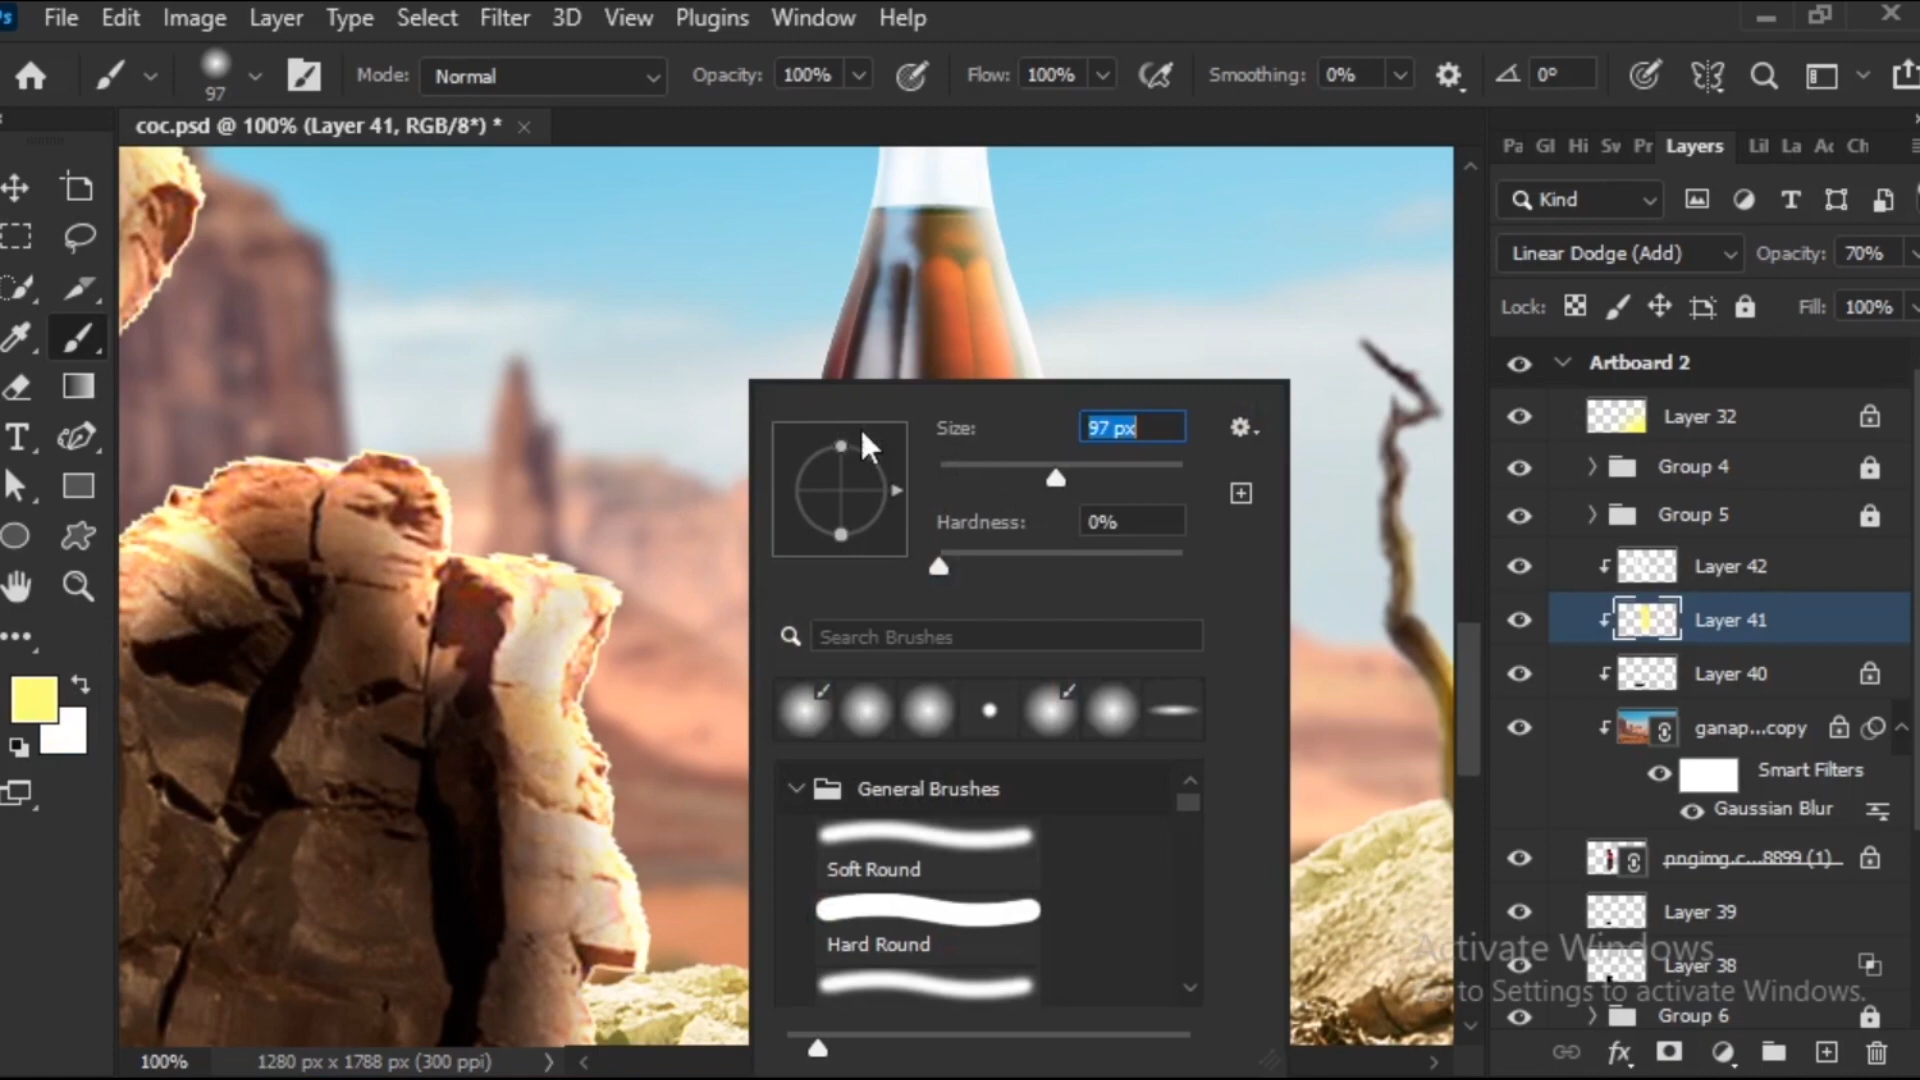 File Edit Image Layer Type Select Filter 3D View Plugins Window Help
97 Mode: Normal Opacity: 100% Flow: 100% Smoothing: 0% 0°
coc.psd @ 100% (Layer 41, RGB/8*) *
Pa Gl Hi Sv Pr Layers Lil La Ac Ch
Kind
Linear Dodge (Add) Opacity: 70%
Lock: Fill: 100%
Artboard 2
Layer 32
Group 4
Group 5
Layer 42
Layer 41
Layer 40
ganap...copy
Smart Filters
Gaussian Blur
pngimg.c...8899 (1)
Layer 39
Layer 38
Group 6
Size: 97 px
Hardness: 0%
Search Brushes
General Brushes
Soft Round
Hard Round
Activate Windows
Go to Settings to activate Windows.
100% 1280 px x 1788 px (300 ppi)